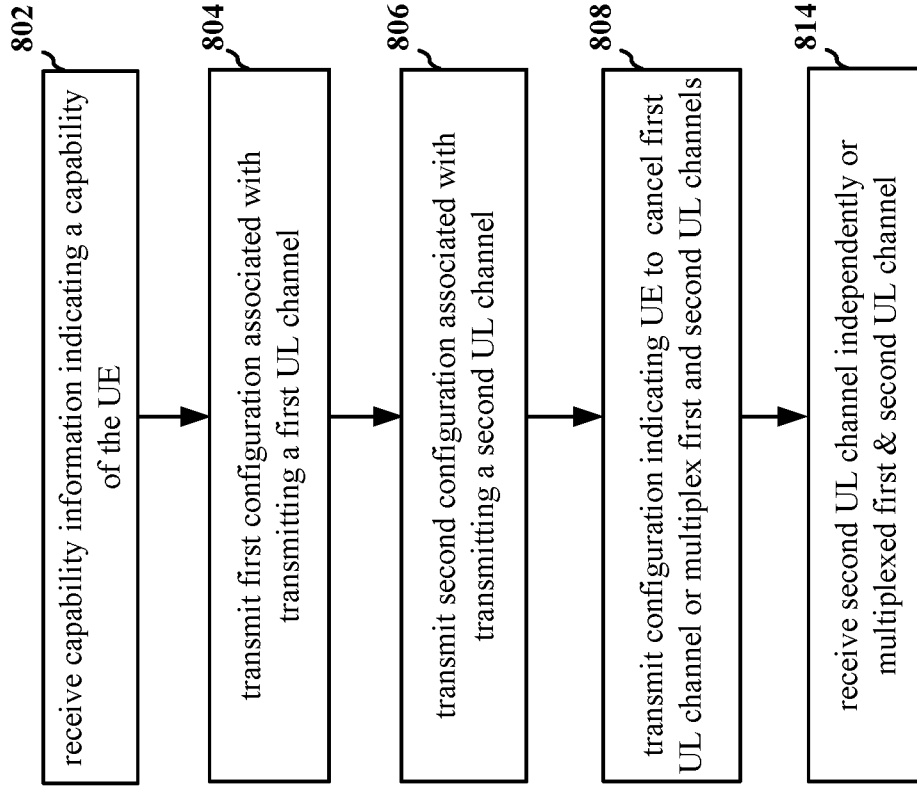 802
receive capability information indicating a capability
of the UE
804
transmit first configuration associated with
transmitting a first UL channel
806
transmit second configuration associated with
transmitting a second UL channel
808
transmit configuration indicating UE to cancel first
UL channel or multiplex first and second UL channels
814
receive second UL channel independently or
multiplexed first & second UL channel